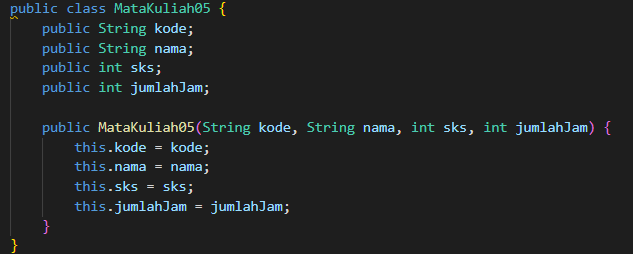 public class MataKuliah05 {
    public String kode;
    public String nama;
    public int sks;
    public int jumlahJam;

    public MataKuliah05(String kode, String nama, int sks, int jumlahJam) {
        this.kode = kode;
        this.nama = nama;
        this.sks = sks;
        this.jumlahJam = jumlahJam;
    }
}